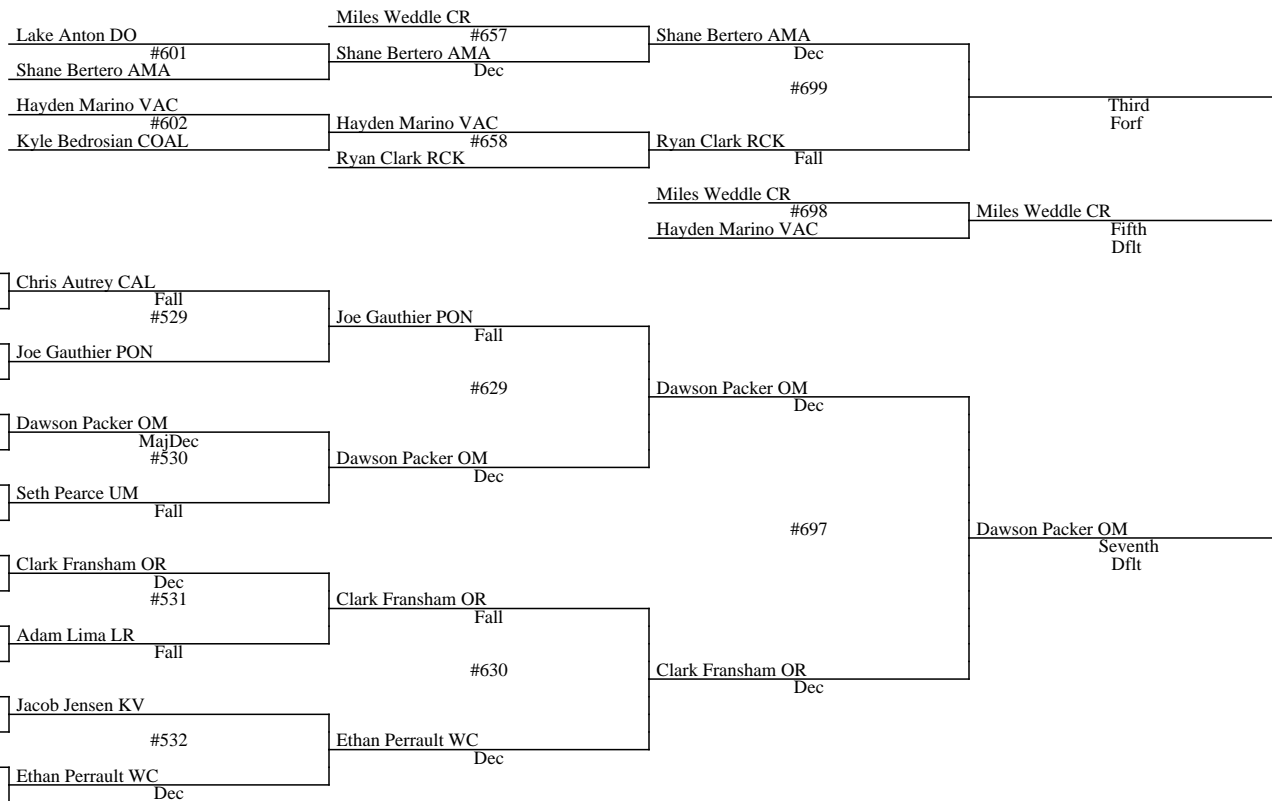 Miles Weddle CR
Lake Anton DO
#657
Shane Bertero AMA
#601
Shane Bertero AMA
Dec
Shane Bertero AMA
Dec
#699
Hayden Marino VAC
Third
#602
Hayden Marino VAC
Forf
Kyle Bedrosian COAL
#658
Ryan Clark RCK
Ryan Clark RCK
Fall
Miles Weddle CR
#698
Miles Weddle CR
Hayden Marino VAC
Fifth
Dflt
Chris Autrey CAL
Fall
#529
Joe Gauthier PON
Fall
Joe Gauthier PON
#629
Dawson Packer OM
Dec
Dawson Packer OM
MajDec
#530
Dawson Packer OM
Dec
Seth Pearce UM
Fall
#697
Dawson Packer OM
Seventh
Dflt
Clark Fransham OR
Dec
#531
Clark Fransham OR
Fall
Adam Lima LR
Fall
#630
Clark Fransham OR
Dec
Jacob Jensen KV
#532
Ethan Perrault WC
Dec
Ethan Perrault WC
Dec